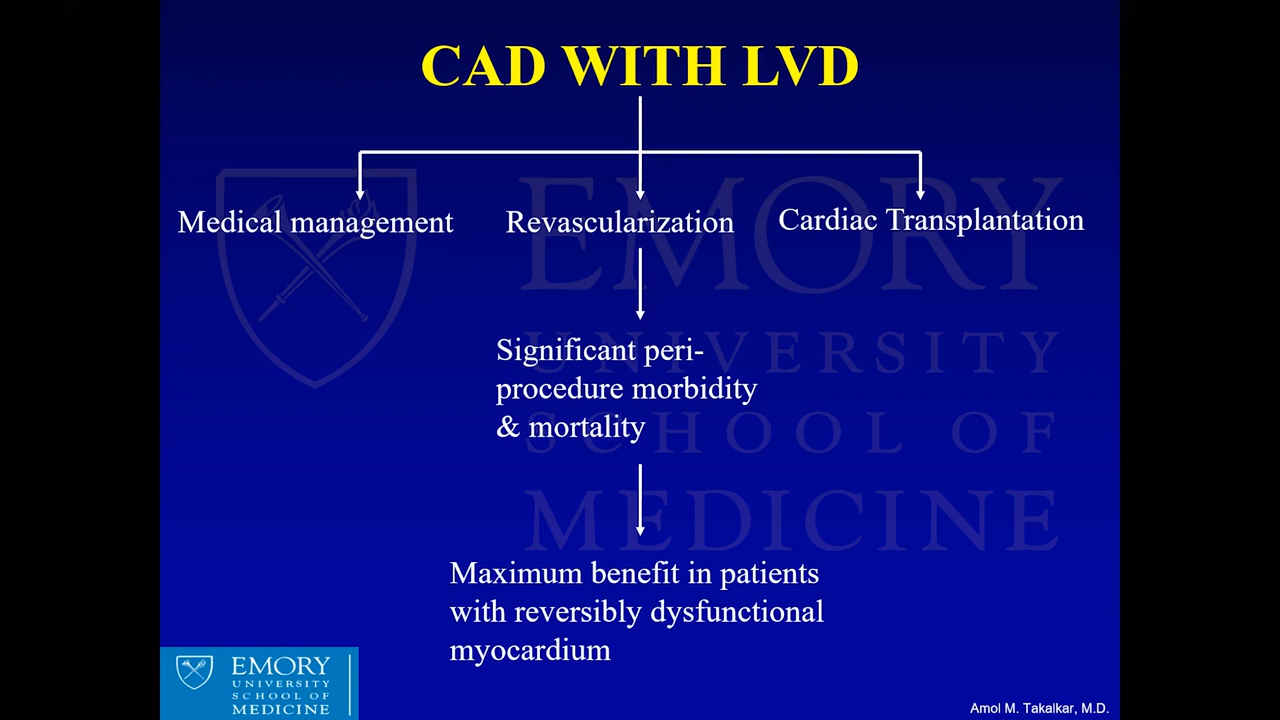 CAD WITH LVD
Medical management
Revascularization
Cardiac Transplantation
Significant peri-
procedure morbidity
& mortality
Maximum benefit in patients
with reversibly dysfunctional
myocardium
EMORY
UNIVERSITY
SCHOOL OF
MEDICINE
EMORY
UNIVERSITY
SCHOOL OF
MEDICINE
Amol M. Takalkar, M.D.